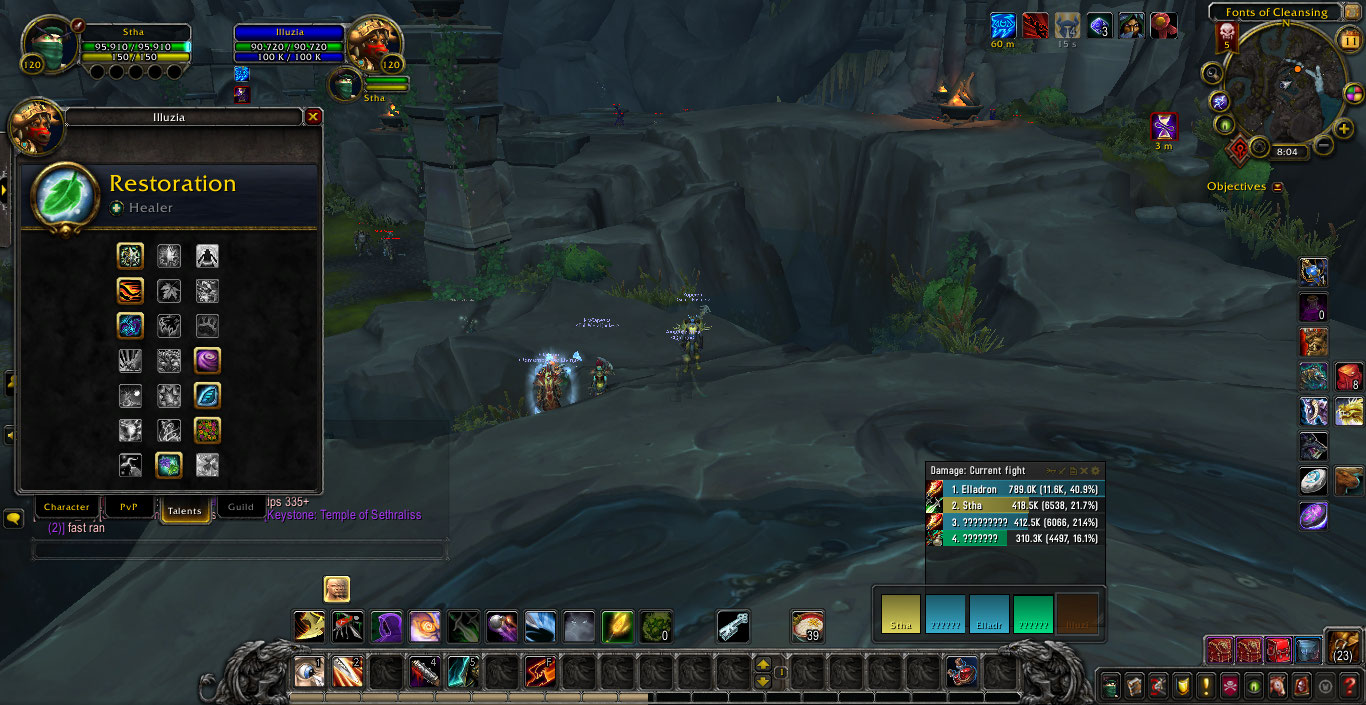 Stha
95,910 / 95,910
150 / 150
120
Illuzia
90,720 / 90,720
100 K / 100 K
120
Stha
60 m
14
15 s
3
Fonts of Cleansing
N
5
11
3 m
8:04
Objectives
Illuzia
Restoration
Healer
Character
PvP
Talents
Guild
lps 335+
[Keystone: Temple of Sethraliss
(2)] fast ran
0
8
Damage: Current fight
1. Elladron 789.0K (11.6K, 40.9%)
2. Stha 418.5K (6538, 21.7%)
3. ????????? 412.5K (6066, 21.4%)
4. ??????? 310.3K (4497, 16.1%)
Stha
??????
Elladr
??????
Illuzi
0
39
1
2
4
5
F
1
(23)